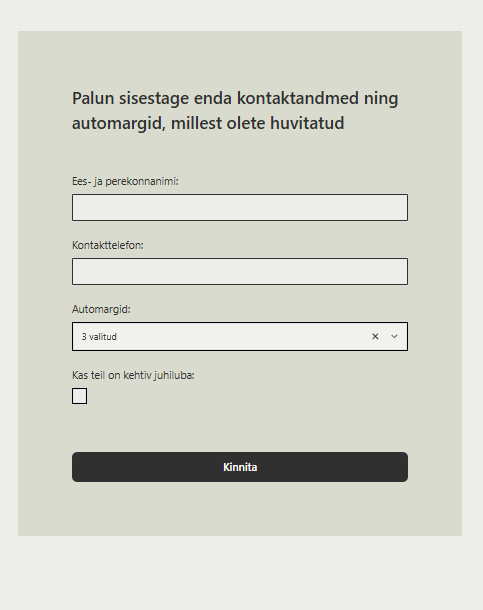 Palun sisestage enda kontaktandmed ning
automargid, millest olete huvitatud
Ees- ja perekonnanimi:
Kontakttelefon:
Automargid:
3 valitud
Kas teil on kehtiv juhiluba:
Kinnita